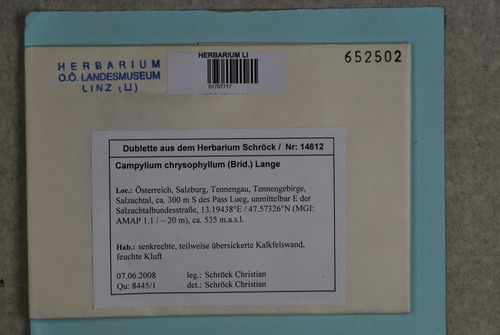 HERBARIUM
O.Ö. LANDESMUSEUM
LINZ (LI)
HERBARIUM LI
01707717
652502
Dublette aus dem Herbarium Schröck / Nr: 14612
Campylium chrysophyllum (Brid.) Lange
Loc.: Österreich, Salzburg, Tennengau, Tennengebirge,
Salzachtal, ca. 300 m S des Pass Lueg, unmittelbar E der
Salzachtalbundesstraße, 13.19438°E / 47.57326°N (MGI:
AMAP 1.1 / ~ 20 m), ca. 535 m.a.s.l.
Hab.: senkrechte, teilweise übersickerte Kalkfelswand,
feuchte Kluft
07.06.2008 leg.: Schröck Christian
Qu: 8445/1 det.: Schröck Christian